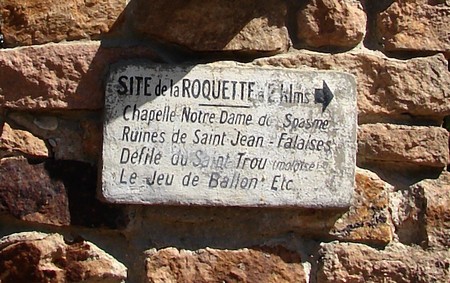 SITE de la ROQUETTE à 2 klms
Chapelle Notre Dame du Spasme
Ruines de Saint Jean - Falaises
Défilé du Saint Trou
Le Jeu de Ballon Etc